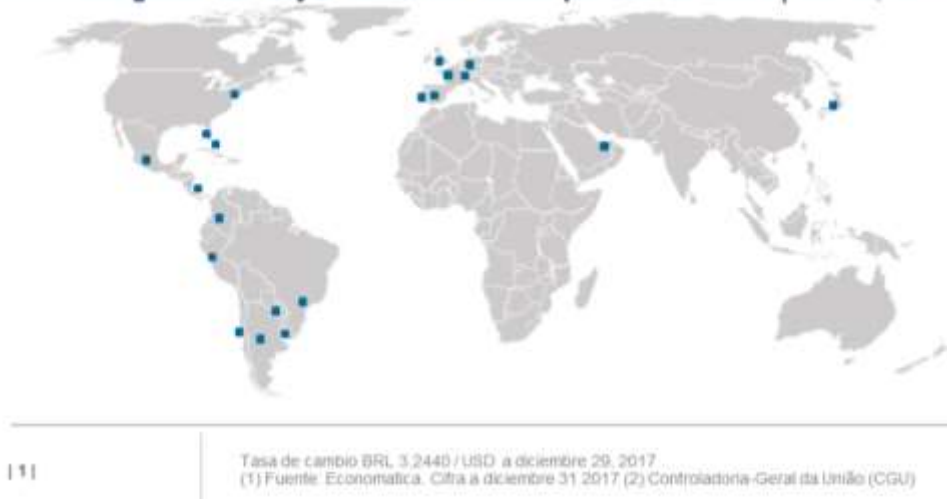 | 1 |
Tasa de cambio BRL 3.2440 / USD a diciembre 29, 2017
(1) Fuente: Economatica. Cifra a diciembre 31 2017 (2) Controladoria-Geral da União (CGU)